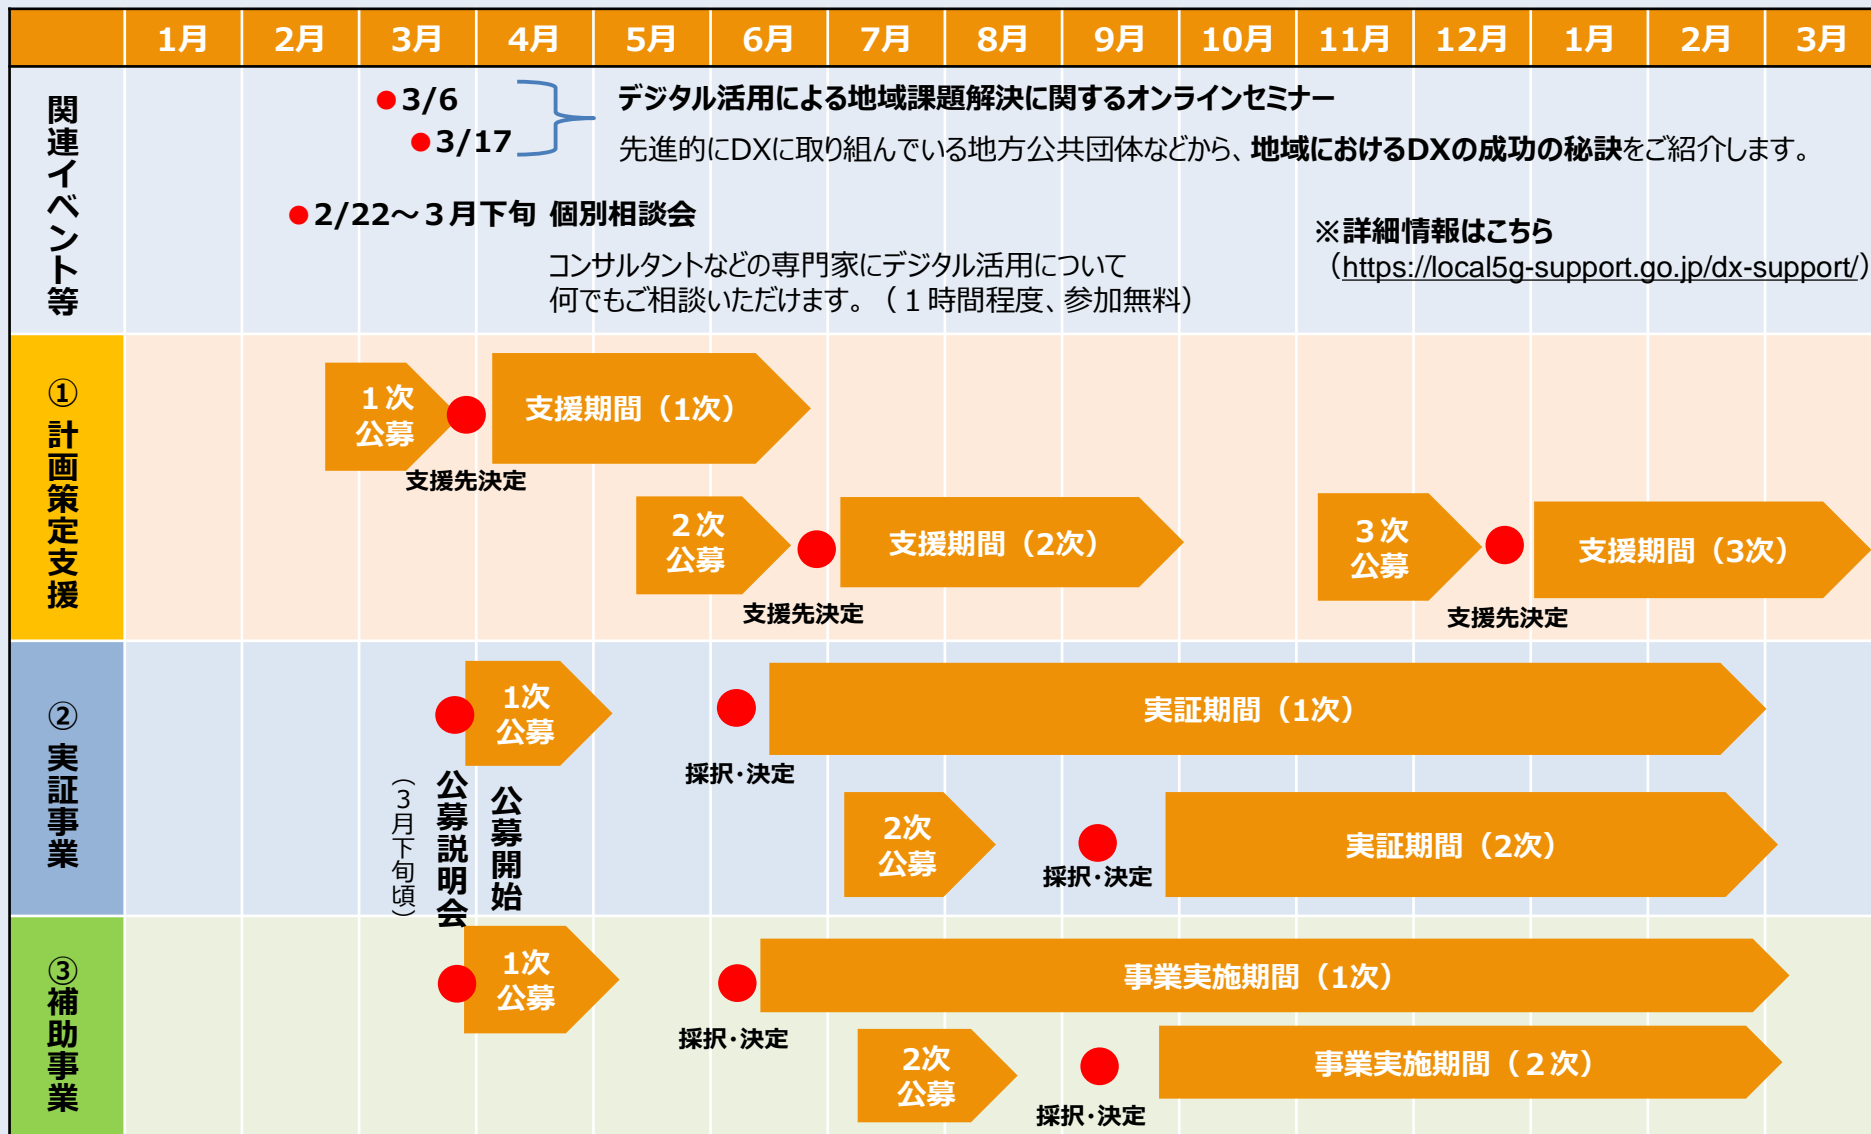 1月 2月 3月 4月 5月 6月 7月 8月 9月 10月 11月 12月 1月 2月 3月
関連イベント等
●3/6
●3/17
デジタル活用による地域課題解決に関するオンラインセミナー
先進的にDXに取り組んでいる地方公共団体などから、地域におけるDXの成功の秘訣をご紹介します。
●2/22～３月下旬 個別相談会
コンサルタントなどの専門家にデジタル活用について
何でもご相談いただけます。（１時間程度、参加無料）
※詳細情報はこちら
（https://local5g-support.go.jp/dx-support/）
①計画策定支援
１次
公募
支援先決定
支援期間（1次）
２次
公募
支援先決定
支援期間（2次）
３次
公募
支援先決定
支援期間（3次）
②実証事業
1次
公募
採択・決定
実証期間（1次）
公募説明会
（3月下旬頃）
公募開始
2次
公募
採択・決定
実証期間（2次）
③補助事業
1次
公募
採択・決定
事業実施期間（1次）
2次
公募
採択・決定
事業実施期間（２次）